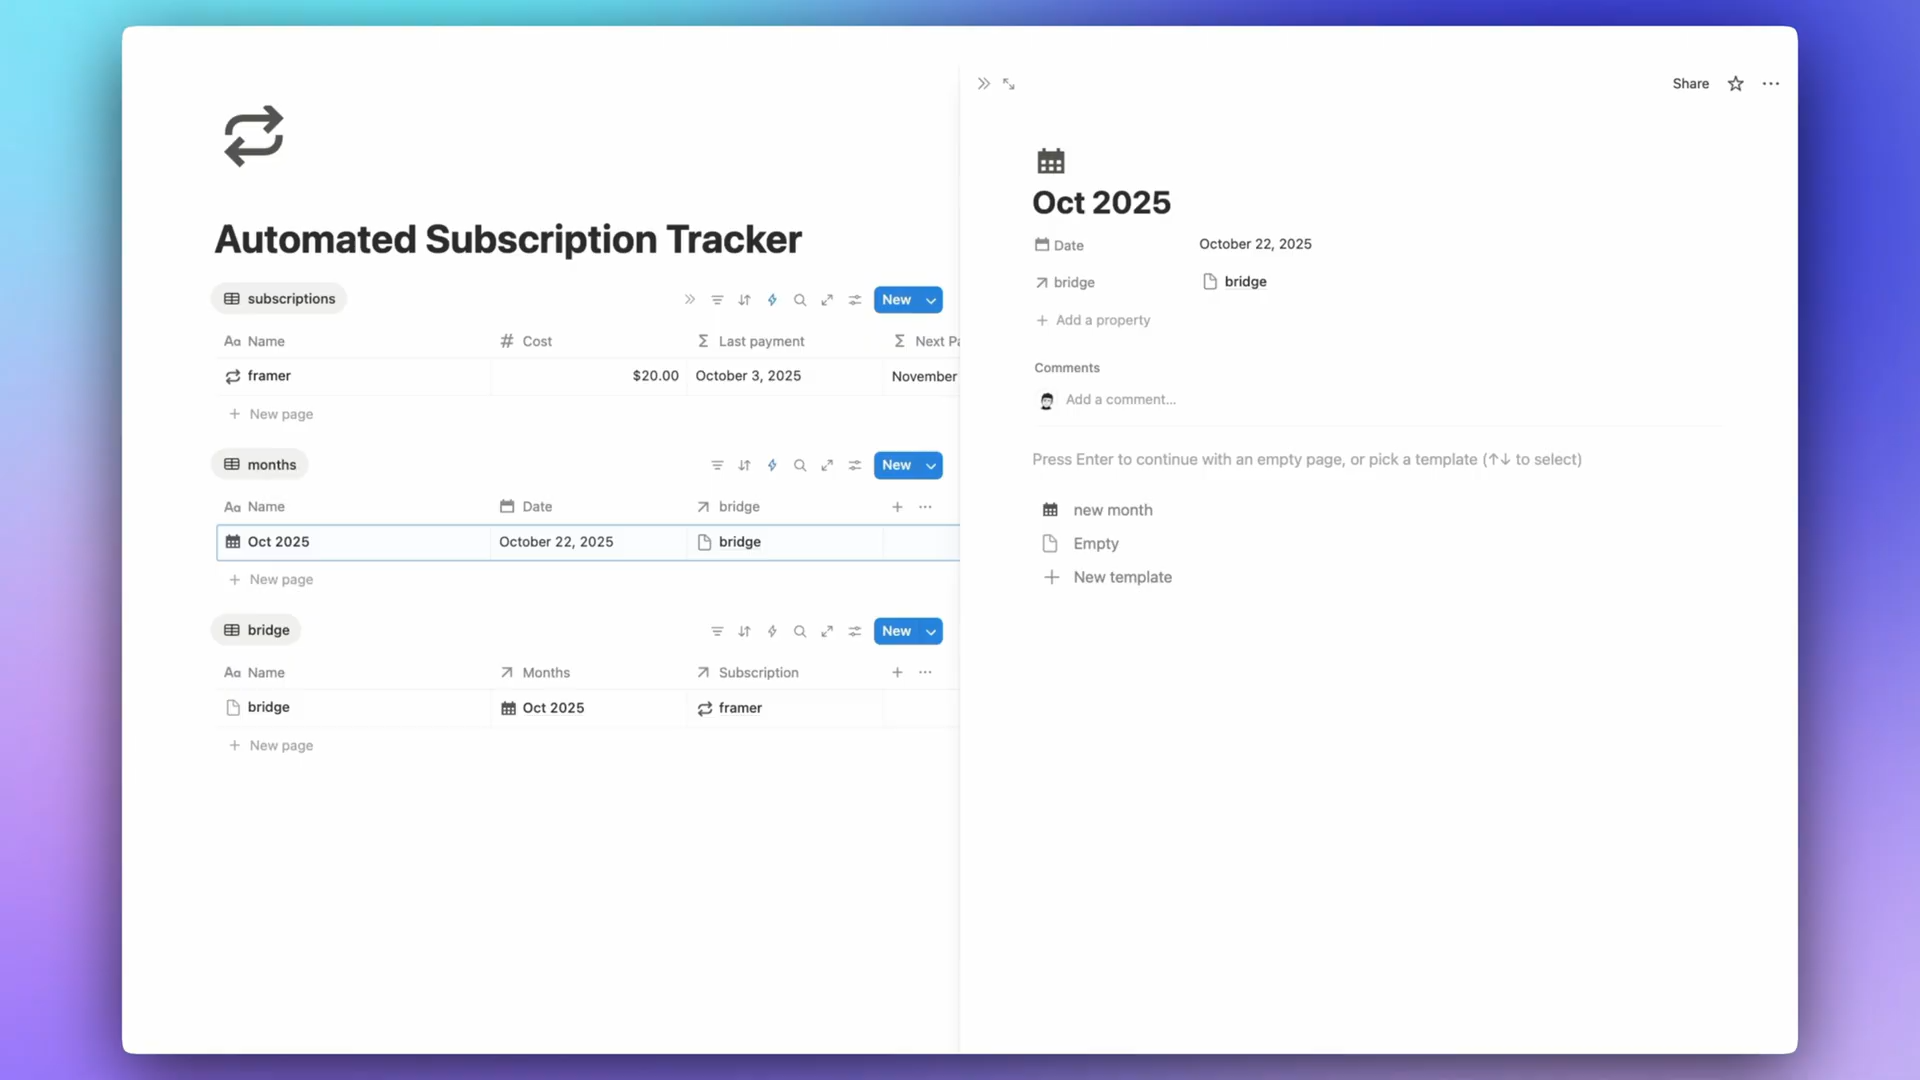 Automated Subscription Tracker
subscriptions
New
Aa Name # Cost Σ Last payment Σ Next Pa
framer $20.00 October 3, 2025 November
+ New page
months
New
Aa Name Date bridge + ...
Oct 2025 October 22, 2025 bridge
+ New page
bridge
New
Aa Name Months Subscription + ...
bridge Oct 2025 framer
+ New page
Share ...
Oct 2025
Date October 22, 2025
bridge bridge
+ Add a property
Comments
Add a comment...
Press Enter to continue with an empty page, or pick a template (↑↓ to select)
new month
Empty
+ New template